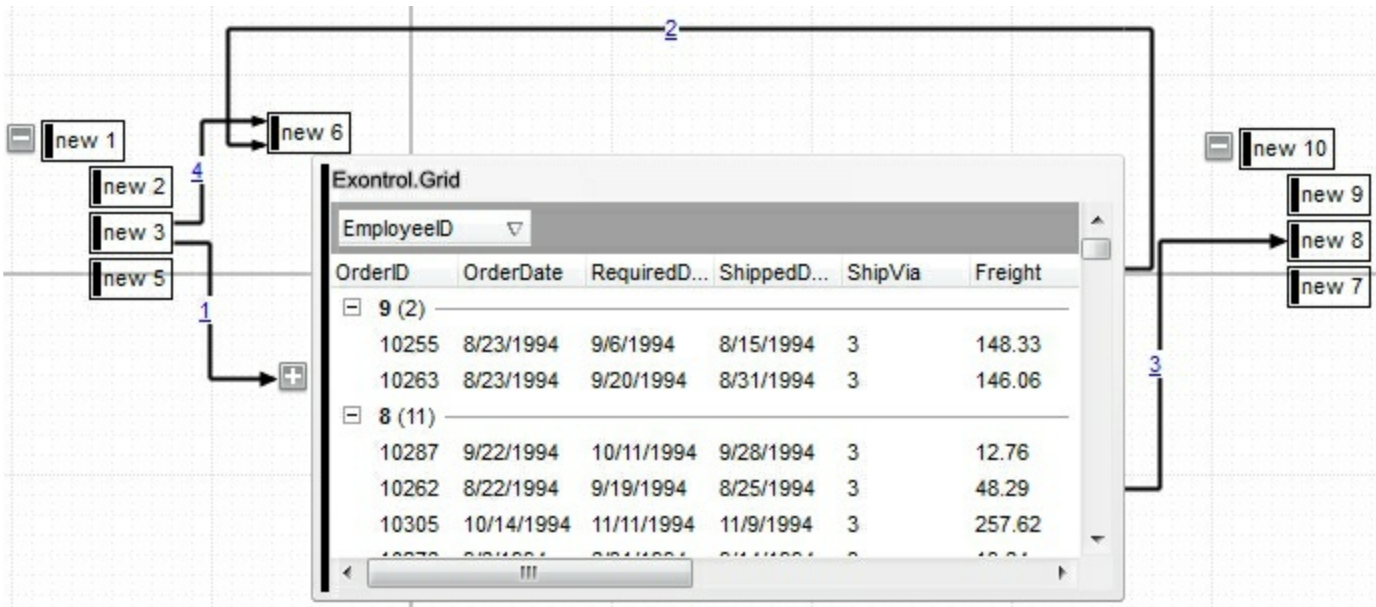 2
new 1
new 6
new 10
4
new 2
Exontrol.Grid
new 9
new 3
EmployeeID
new 8
OrderID OrderDate RequiredD... ShippedD... ShipVia Freight
new 5
new 7
1
9 (2)
10255 8/23/1994 9/6/1994 8/15/1994 3 148.33
3
10263 8/23/1994 9/20/1994 8/31/1994 3 146.06
8 (11)
10287 9/22/1994 10/11/1994 9/28/1994 3 12.76
10262 8/22/1994 9/19/1994 8/25/1994 3 48.29
10305 10/14/1994 11/11/1994 11/9/1994 3 257.62